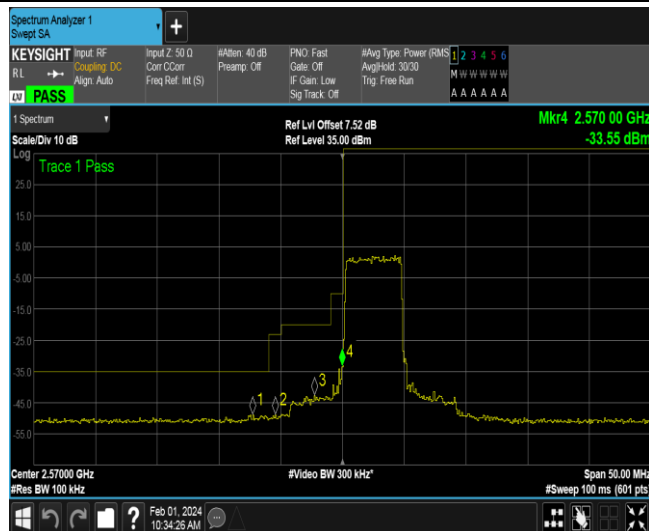 Spectrum Analyzer 1
Swept SA
KEYSIGHT
RL
LXI PASS
Input: RF
Coupling: DC
Align: Auto
Input Z: 50 Ω
Corr CCorr
Freq Ref: Int (S)
#Atten: 40 dB
Preamp: Off
PNO: Fast
Gate: Off
IF Gain: Low
Sig Track: Off
#Avg Type: Power (RMS
Avg|Hold: 30/30
Trig: Free Run
1 2 3 4 5 6
M W W W W W
A A A A A A
1 Spectrum
Scale/Div 10 dB
Ref Lvl Offset 7.52 dB
Ref Level 35.00 dBm
Mkr4 2.570 00 GHz
-33.55 dBm
Log
Trace 1 Pass
25.0
15.0
5.00
-5.00
-15.0
-25.0
-35.0
-45.0
-55.0
1
2
3
4
Center 2.57000 GHz
#Res BW 100 kHz
#Video BW 300 kHz*
Span 50.00 MHz
#Sweep 100 ms (601 pts)
?
Feb 01, 2024
10:34:26 AM